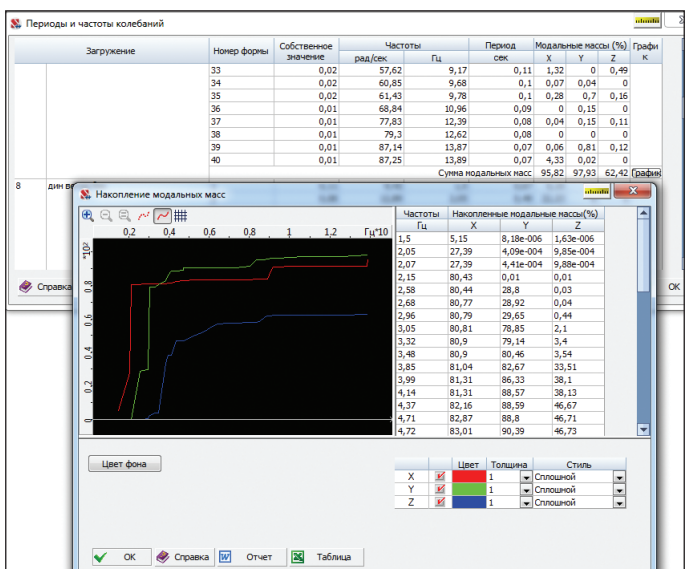 Периоды и частоты колебаний
Загружение Номер формы Собственное значение Частоты Период Модальные массы (%) Графи к
рад/сек Гц сек X Y Z
33 0,02 57,62 9,17 0,11 1,32 0 0,49
34 0,02 60,85 9,68 0,1 0,07 0,04 0
35 0,02 61,43 9,78 0,1 0,28 0,7 0,16
36 0,01 68,84 10,96 0,09 0 0,15 0
37 0,01 77,83 12,39 0,08 0,04 0,15 0,11
38 0,01 79,3 12,62 0,08 0 0 0
39 0,01 87,14 13,87 0,07 0,06 0,81 0,12
40 0,01 87,25 13,89 0,07 4,33 0,02 0
Сумма модальных масс 95,82 97,93 62,42 График
8
Накопление модальных масс
Частоты Накопленные модальные массы(%)
Гц X Y Z
0,2 0,4 0,6 0,8 1 1,2 Гц*10
*10²
0,8
0,6
0,4
0,2
0
1,5 5,15 8,18e-006 1,63e-006
2,05 27,39 4,09e-004 9,85e-004
2,07 27,39 4,41e-004 9,88e-004
2,15 80,43 0,01 0,01
2,58 80,44 28,8 0,03
2,68 80,77 28,92 0,04
2,96 80,79 29,65 0,44
3,05 80,81 78,85 2,1
3,32 80,9 79,14 3,4
3,48 80,9 80,46 3,54
3,85 81,04 82,67 33,51
3,99 81,31 86,33 38,1
4,14 81,31 88,57 38,13
4,37 82,16 88,59 46,67
4,71 82,87 88,8 46,71
4,72 83,01 90,39 46,73
Справка
ОК
Цвет фона
Цвет Толщина Стиль
X 1 Сплошной
Y 1 Сплошной
Z 1 Сплошной
ОК Справка Отчет Таблица